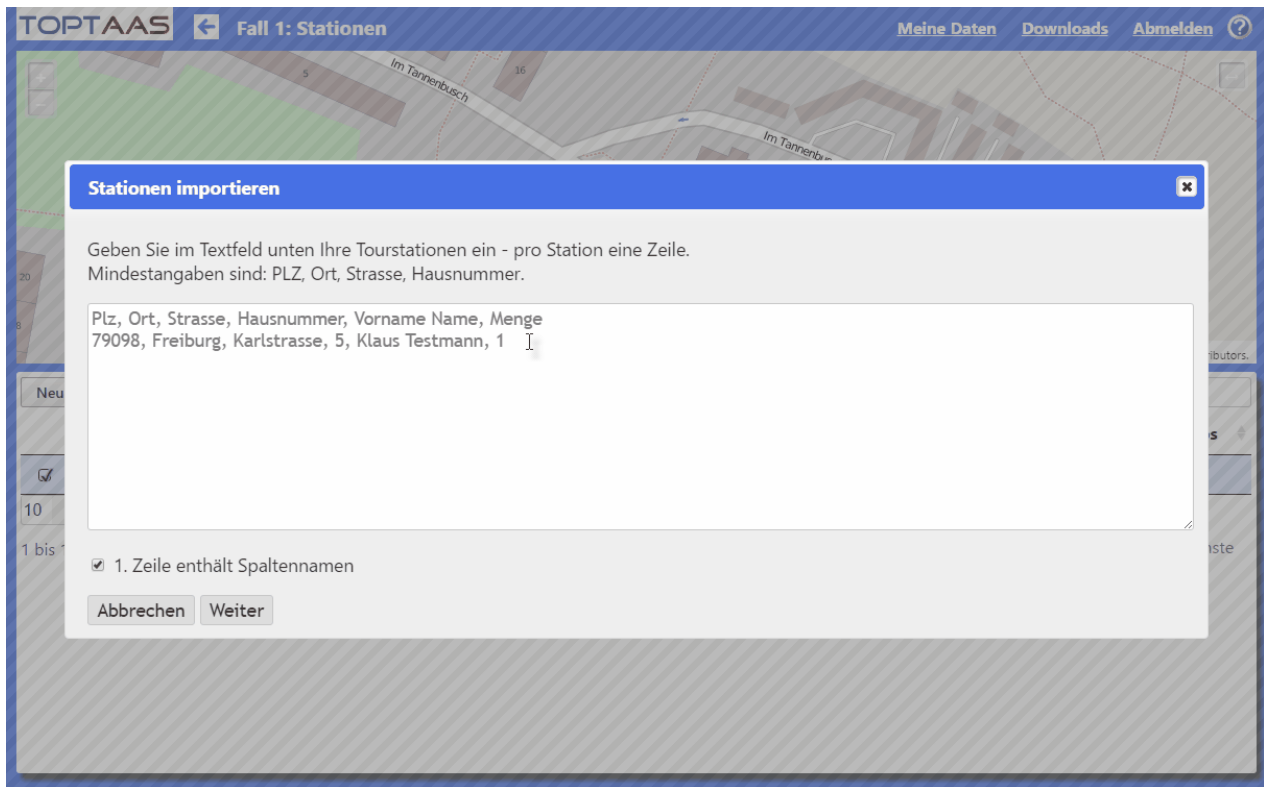 TOPTAAS Fall 1: Stationen Meine Daten Downloads Abmelden ?
5
Im Tannenbusch
16
Im Tannenbu
Stationen importieren
Geben Sie im Textfeld unten Ihre Tourstationen ein - pro Station eine Zeile.
Mindestangaben sind: PLZ, Ort, Strasse, Hausnummer.
20
Plz, Ort, Strasse, Hausnummer, Vorname Name, Menge
8
79098, Freiburg, Karlstrasse, 5, Klaus Testmann, 1
ributors.
Neu
s
10
1 bis 1
hste
1. Zeile enthält Spaltennamen
Abbrechen Weiter